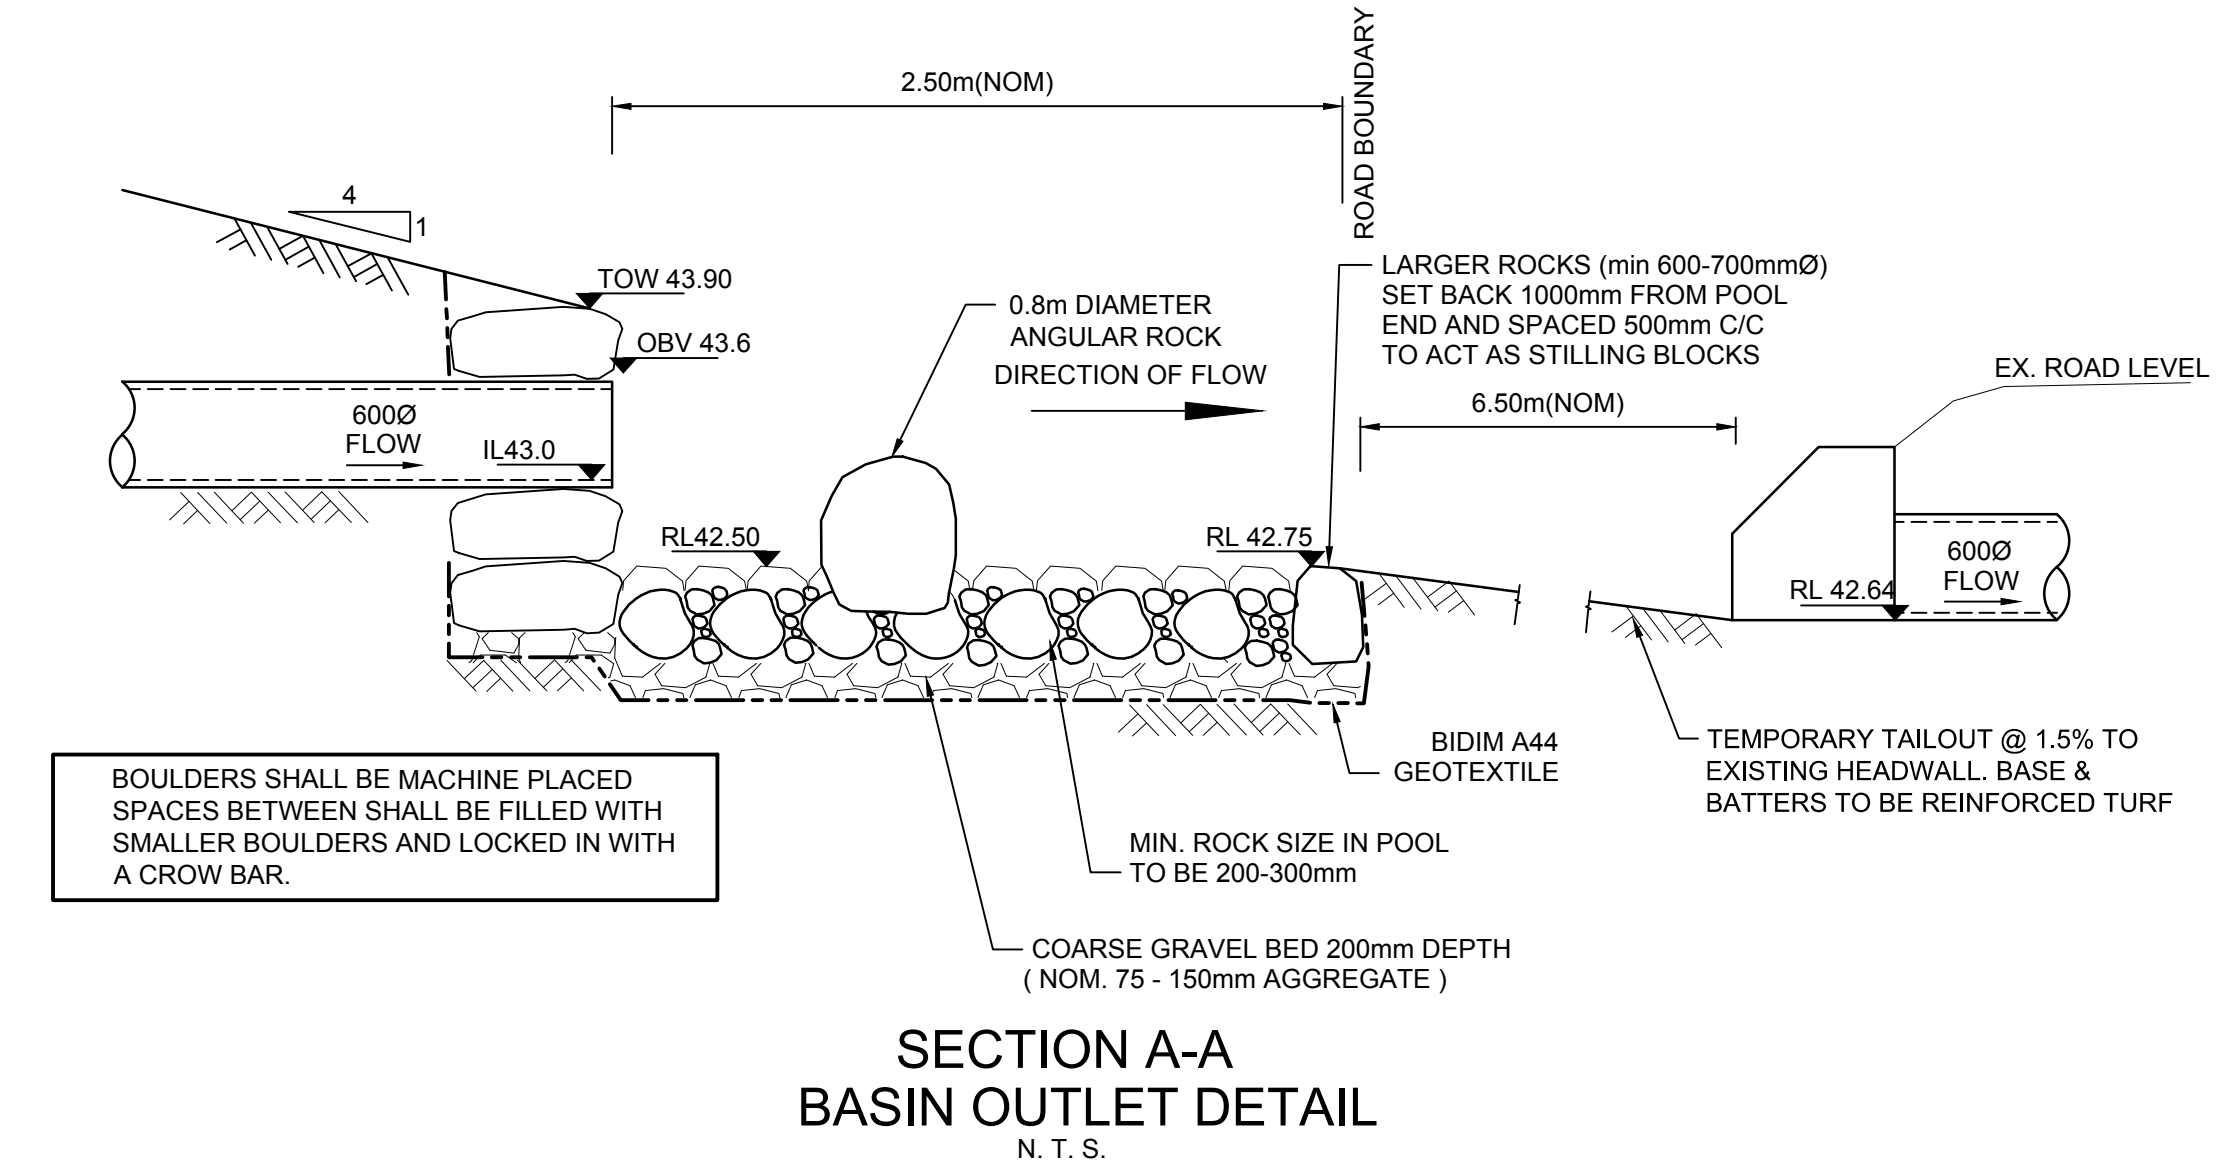 ROAD BOUNDARY
2.50m(NOM)
4
1
TOW 43.90
OBV 43.6
600Ø
FLOW
IL43.0
0.8m DIAMETER
ANGULAR ROCK
DIRECTION OF FLOW
LARGER ROCKS (min 600-700mmØ)
SET BACK 1000mm FROM POOL
END AND SPACED 500mm C/C
TO ACT AS STILLING BLOCKS
EX. ROAD LEVEL
6.50m(NOM)
RL42.50
RL 42.75
600Ø
FLOW
RL 42.64
BIDIM A44
GEOTEXTILE
TEMPORARY TAILOUT @ 1.5% TO
EXISTING HEADWALL. BASE &
BATTERS TO BE REINFORCED TURF
BOULDERS SHALL BE MACHINE PLACED
SPACES BETWEEN SHALL BE FILLED WITH
SMALLER BOULDERS AND LOCKED IN WITH
A CROW BAR.
MIN. ROCK SIZE IN POOL
TO BE 200-300mm
COARSE GRAVEL BED 200mm DEPTH
( NOM. 75 - 150mm AGGREGATE )
SECTION A-A
BASIN OUTLET DETAIL
N. T. S.